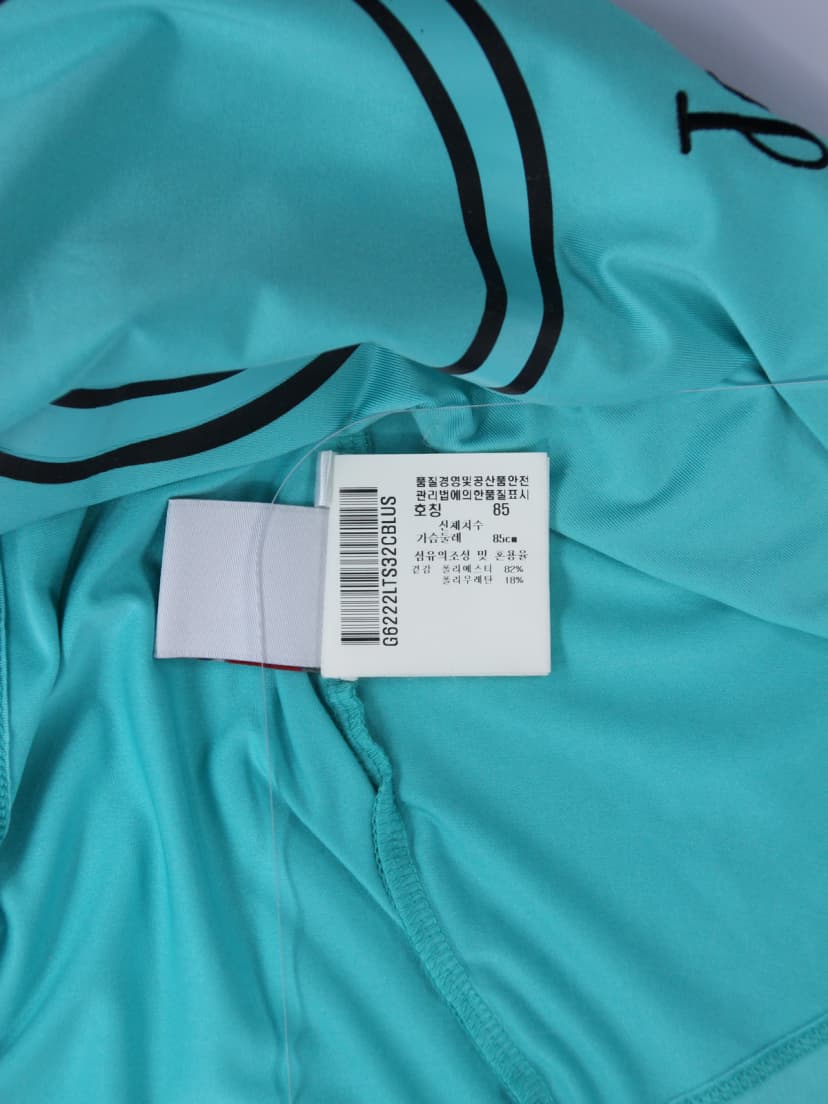 품질경영및공산품안전
관리법에의한품질표시
호칭 85
신체치수
가슴둘레 85cm
섬유의조성 및 혼용율
겉감 폴리에스터 82%
폴리우레탄 18%
G6222LTS32CBLUS